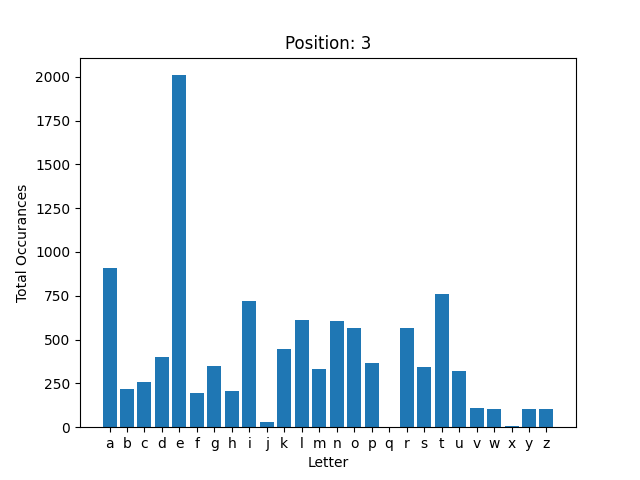 Position: 3
Total Occurances
2000
1750
1500
1250
1000
750
500
250
0
a b c d e f g h i j k l m n o p q r s t u v w x y z
Letter